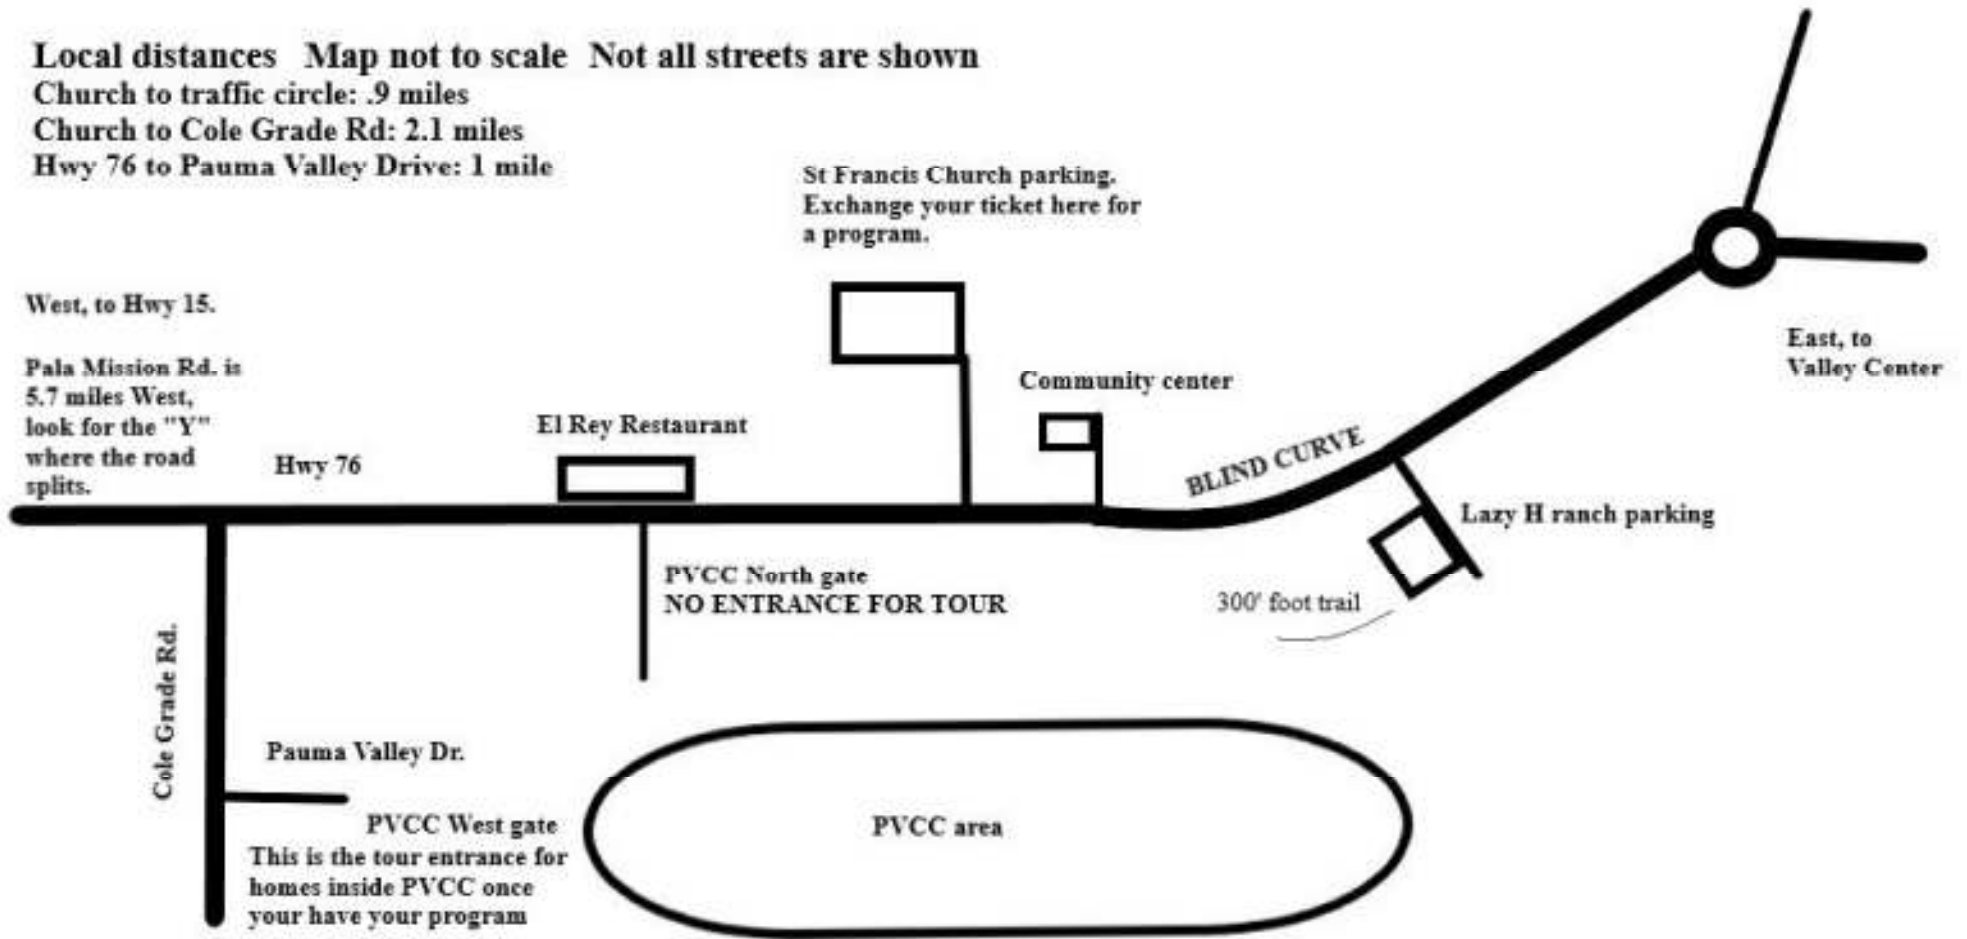 Local distances Map not to scale Not all streets are shown
Church to traffic circle: .9 miles
Church to Cole Grade Rd: 2.1 miles
Hwy 76 to Pauma Valley Drive: 1 mile
St Francis Church parking.
Exchange your ticket here for
a program.
West, to Hwy 15.
Pala Mission Rd. is
5.7 miles West,
look for the "Y"
where the road
splits.
Hwy 76
El Rey Restaurant
Community center
BLIND CURVE
East, to
Valley Center
Lazy H ranch parking
300' foot trail
PVCC North gate
NO ENTRANCE FOR TOUR
Cole Grade Rd.
Pauma Valley Dr.
PVCC West gate
This is the tour entrance for
homes inside PVCC once
your have your program
PVCC area